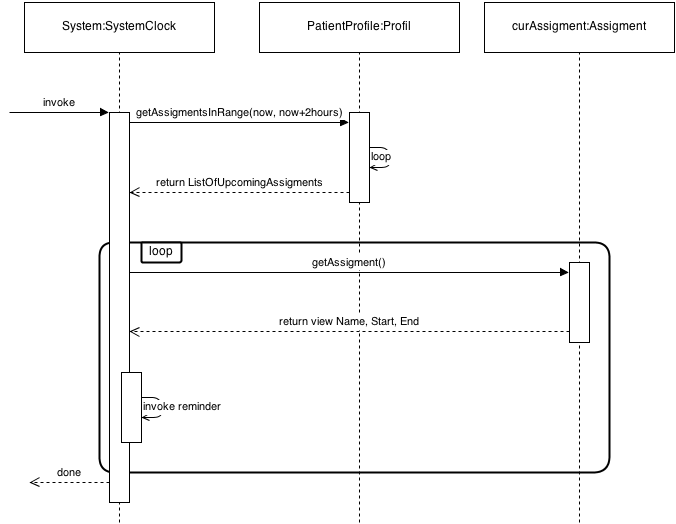 System:SystemClock
PatientProfile:Profil
curAssigment:Assigment
invoke
getAssigmentsInRange(now, now+2hours)
loop
return ListOfUpcomingAssigments
loop
getAssigment()
return view Name, Start, End
invoke reminder
done